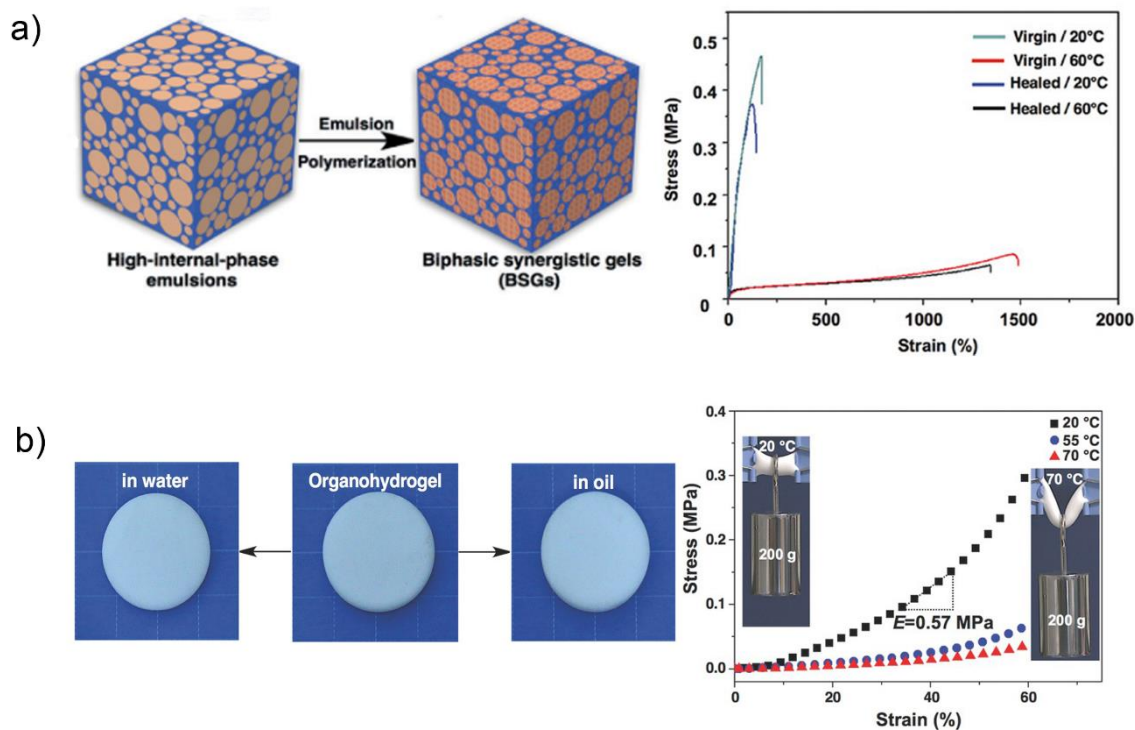 a)
High-internal-phase
emulsions
Emulsion
Polymerization
Biphasic synergistic gels
(BSGs)
Stress (MPa)
0.5
0.4
0.3
0.2
0.1
0
0
500
1000
1500
2000
Strain (%)
Virgin / 20°C
Virgin / 60°C
Healed / 20°C
Healed / 60°C
b)
in water
Organohydrogel
in oil
Stress (MPa)
0.4
0.3
0.2
0.1
0.0
0
20
40
60
Strain (%)
20 °C
55 °C
70 °C
20 °C
200 g
E=0.57 MPa
70 °C
200 g